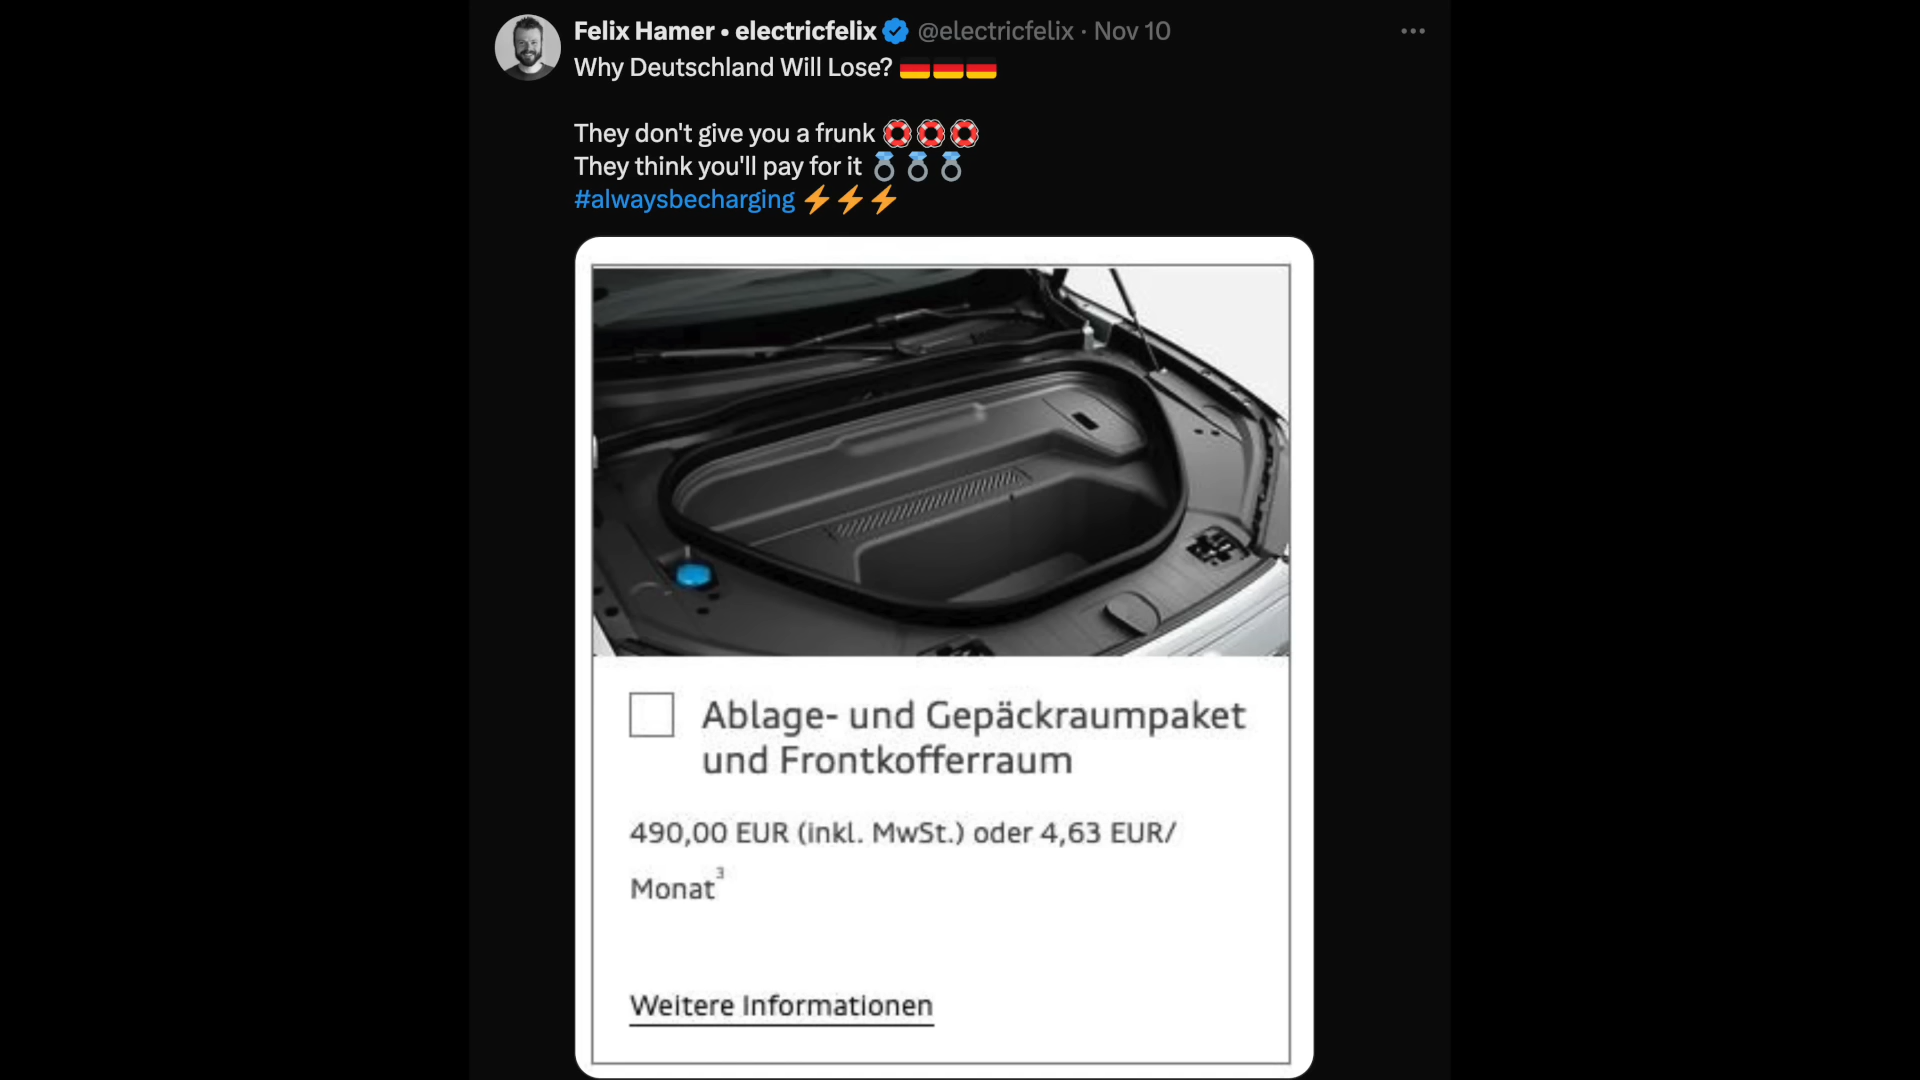 Felix Hamer • electricfelix @electricfelix · Nov 10
Why Deutschland Will Lose? 🇩🇪🇩🇪🇩🇪
They don't give you a frunk 🛟🛟🛟
They think you'll pay for it 💍💍💍
#alwaysbecharging ⚡⚡⚡
Ablage- und Gepäckraumpaket
und Frontkofferraum
490,00 EUR (inkl. MwSt.) oder 4,63 EUR/
Monat³
Weitere Informationen